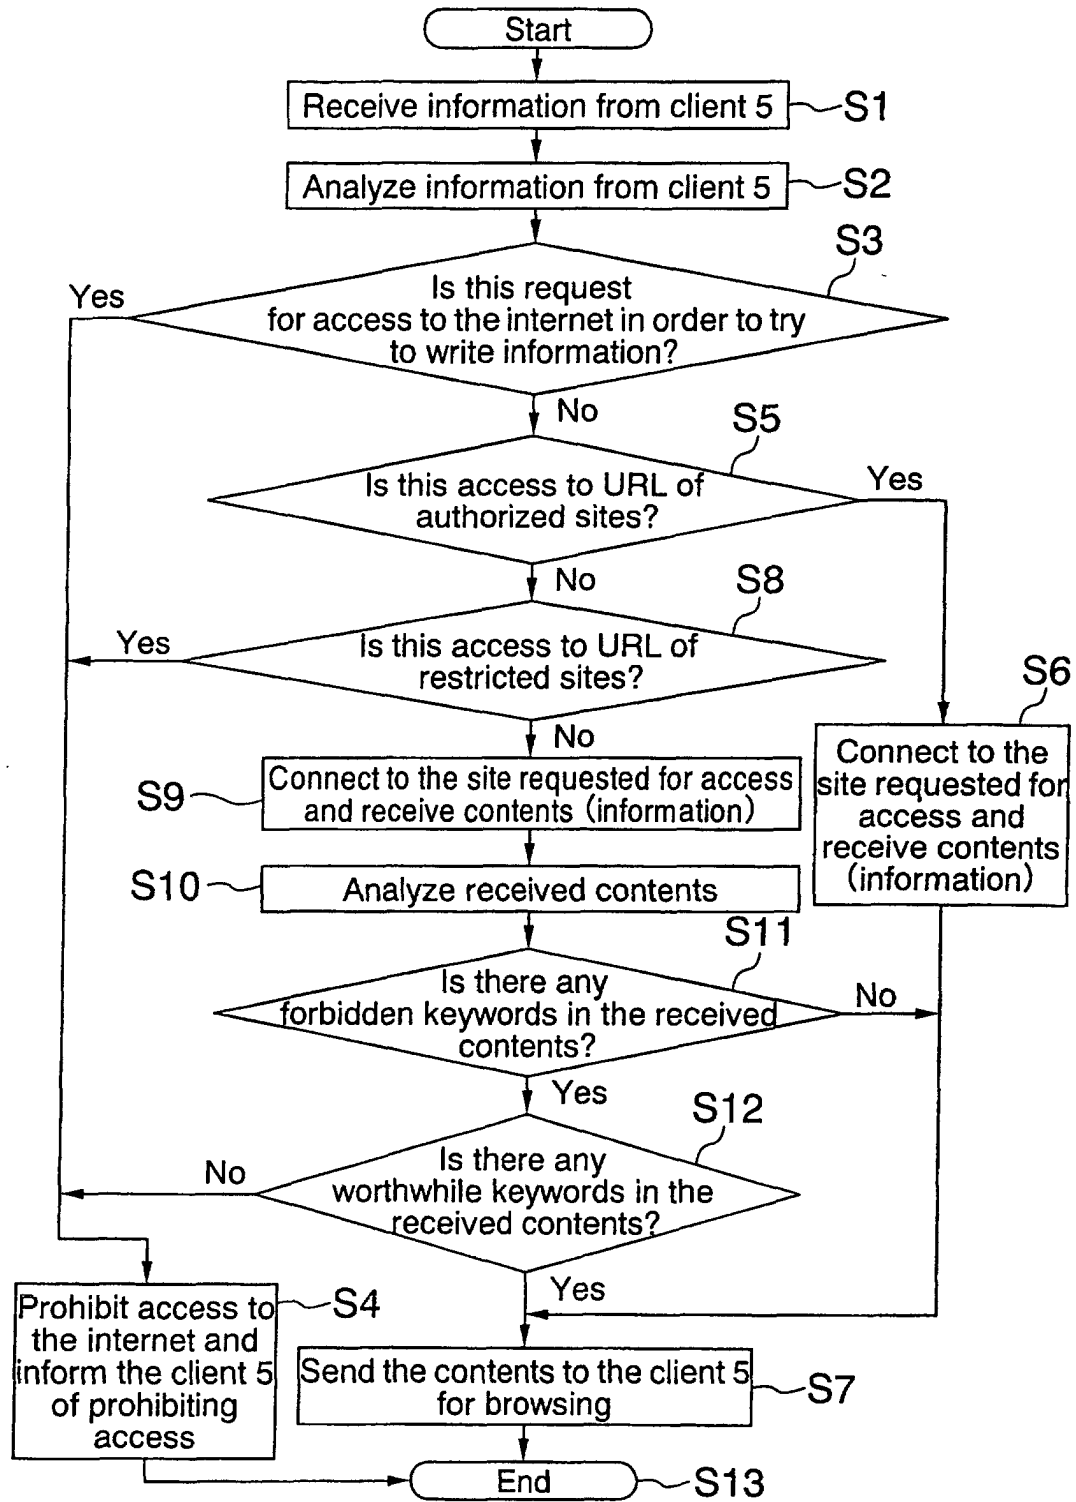 Start
Receive information from client 5
S1
Analyze information from client 5
S2
S3
Is this request
for access to the internet in order to try
to write information?
Yes
No
S5
Is this access to URL of
authorized sites?
Yes
No
S8
Is this access to URL of
restricted sites?
Yes
No
S6
Connect to the
site requested for
access and
receive contents
(information)
S9
Connect to the site requested for access
and receive contents (information)
S10
Analyze received contents
S11
Is there any
forbidden keywords in the received
contents?
No
Yes
S12
Is there any
worthwhile keywords in the
received contents?
No
Yes
Prohibit access to
the internet and
inform the client 5
of prohibiting
access
S4
Send the contents to the client 5
for browsing
S7
End
S13